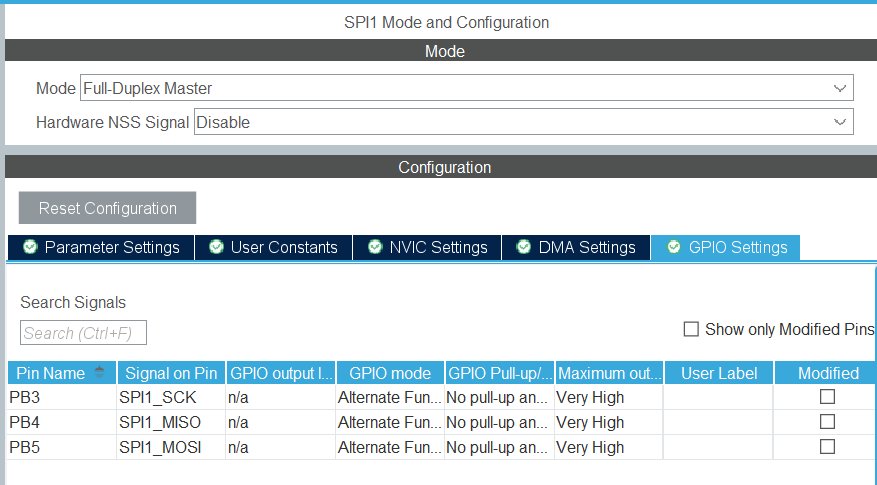 SPI1 Mode and Configuration
Mode
Mode Full-Duplex Master
Hardware NSS Signal Disable
Configuration
Reset Configuration
Parameter Settings User Constants NVIC Settings DMA Settings GPIO Settings
Search Signals
Search (Ctrl+F)
Show only Modified Pins
Pin Name Signal on Pin GPIO output l... GPIO mode GPIO Pull-up/... Maximum out... User Label Modified
PB3 SPI1_SCK n/a Alternate Fun... No pull-up an... Very High
PB4 SPI1_MISO n/a Alternate Fun... No pull-up an... Very High
PB5 SPI1_MOSI n/a Alternate Fun... No pull-up an... Very High